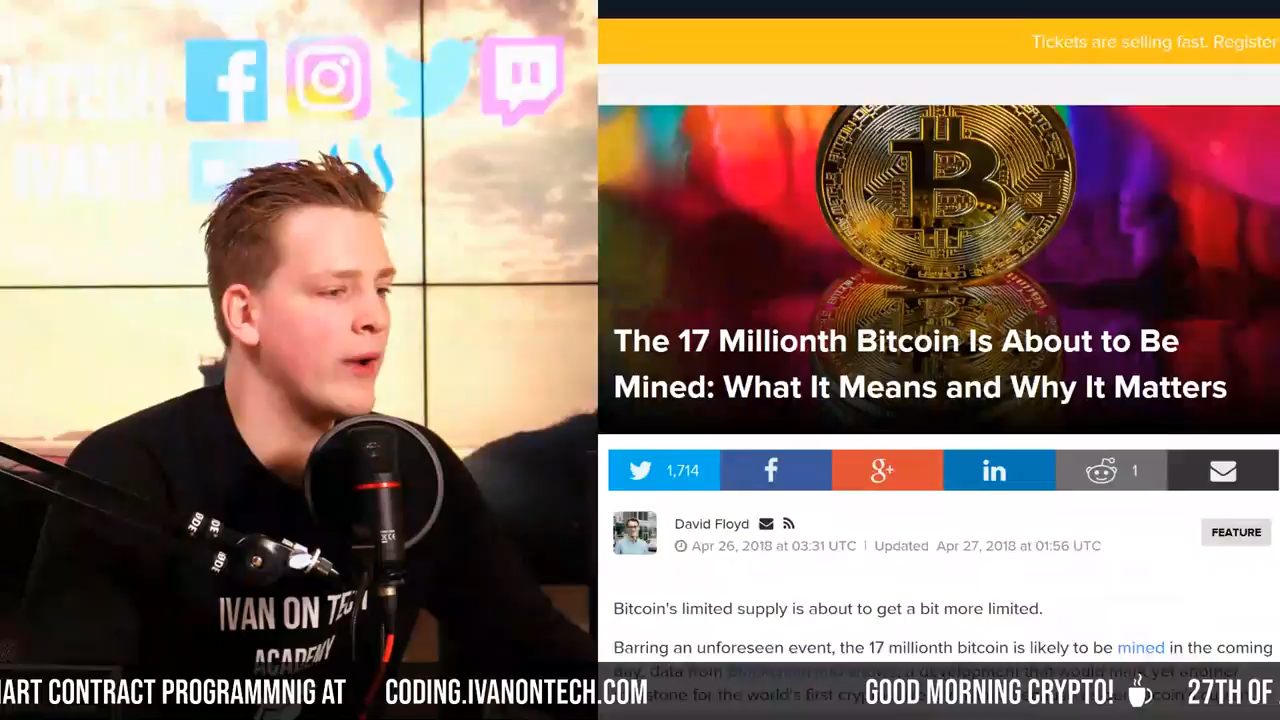 Tickets are selling fast. Register
ONTECH
IVANON
The 17 Millionth Bitcoin Is About to Be
Mined: What It Means and Why It Matters
1,714
1
David Floyd
FEATURE
Apr 26, 2018 at 03:31 UTC | Updated Apr 27, 2018 at 01:56 UTC
Bitcoin's limited supply is about to get a bit more limited.
Barring an unforeseen event, the 17 millionth bitcoin is likely to be mined in the coming
IVAN ON TECH
ACADEMY
MART CONTRACT PROGRAMMNIG AT CODING.IVANONTECH.COM GOOD MORNING CRYPTO! 27TH OF